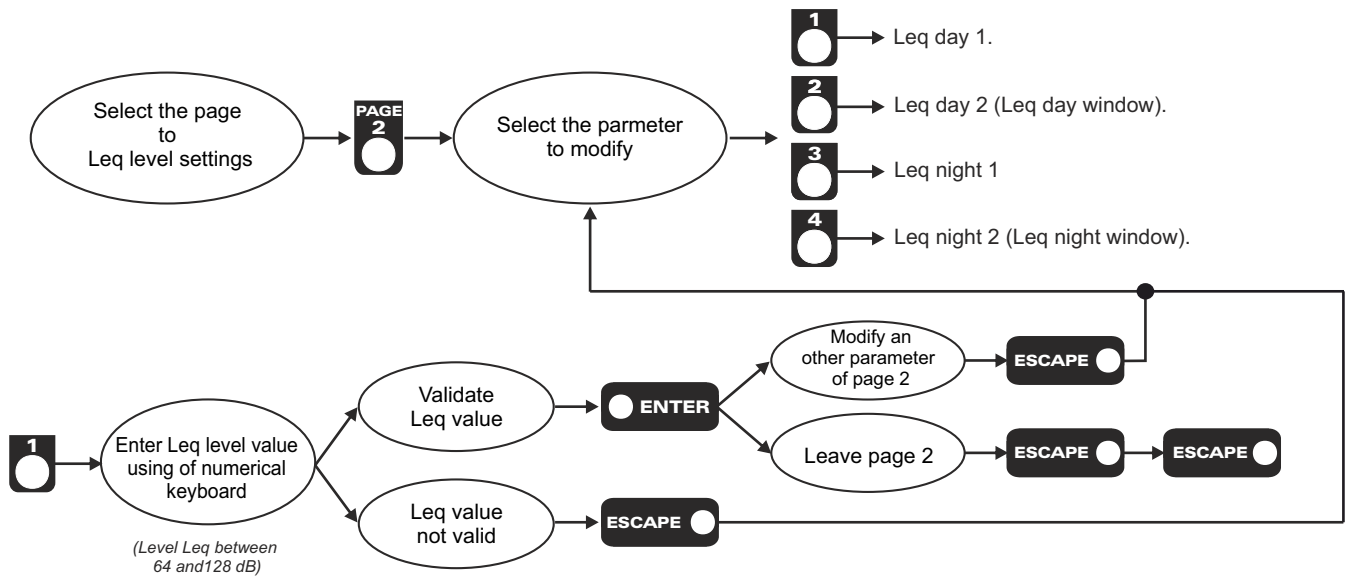 Select the page
to
Leq level settings
PAGE
2
Select the parmeter
to modify
1
Leq day 1.
2
Leq day 2 (Leq day window).
3
Leq night 1
4
Leq night 2 (Leq night window).
1
Enter Leq level value
using of numerical
keyboard
(Level Leq between
64 and128 dB)
Validate
Leq value
ENTER
Modify an
other parameter
of page 2
ESCAPE
Leave page 2
ESCAPE
ESCAPE
Leq value
not valid
ESCAPE